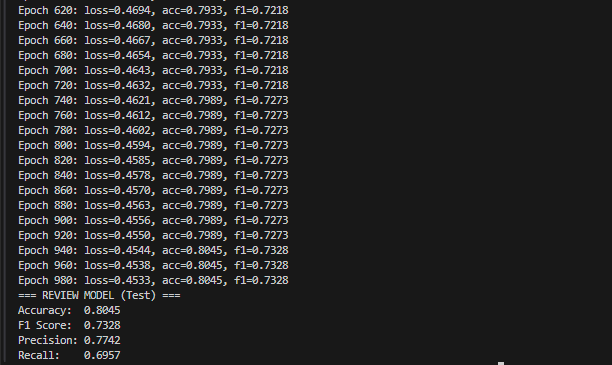 Epoch 620: loss=0.4694, acc=0.7933, f1=0.7218
Epoch 640: loss=0.4680, acc=0.7933, f1=0.7218
Epoch 660: loss=0.4667, acc=0.7933, f1=0.7218
Epoch 680: loss=0.4654, acc=0.7933, f1=0.7218
Epoch 700: loss=0.4643, acc=0.7933, f1=0.7218
Epoch 720: loss=0.4632, acc=0.7933, f1=0.7218
Epoch 740: loss=0.4621, acc=0.7989, f1=0.7273
Epoch 760: loss=0.4612, acc=0.7989, f1=0.7273
Epoch 780: loss=0.4602, acc=0.7989, f1=0.7273
Epoch 800: loss=0.4594, acc=0.7989, f1=0.7273
Epoch 820: loss=0.4585, acc=0.7989, f1=0.7273
Epoch 840: loss=0.4578, acc=0.7989, f1=0.7273
Epoch 860: loss=0.4570, acc=0.7989, f1=0.7273
Epoch 880: loss=0.4563, acc=0.7989, f1=0.7273
Epoch 900: loss=0.4556, acc=0.7989, f1=0.7273
Epoch 920: loss=0.4550, acc=0.7989, f1=0.7273
Epoch 940: loss=0.4544, acc=0.8045, f1=0.7328
Epoch 960: loss=0.4538, acc=0.8045, f1=0.7328
Epoch 980: loss=0.4533, acc=0.8045, f1=0.7328
=== REVIEW MODEL (Test) ===
Accuracy:  0.8045
F1 Score:  0.7328
Precision: 0.7742
Recall:    0.6957